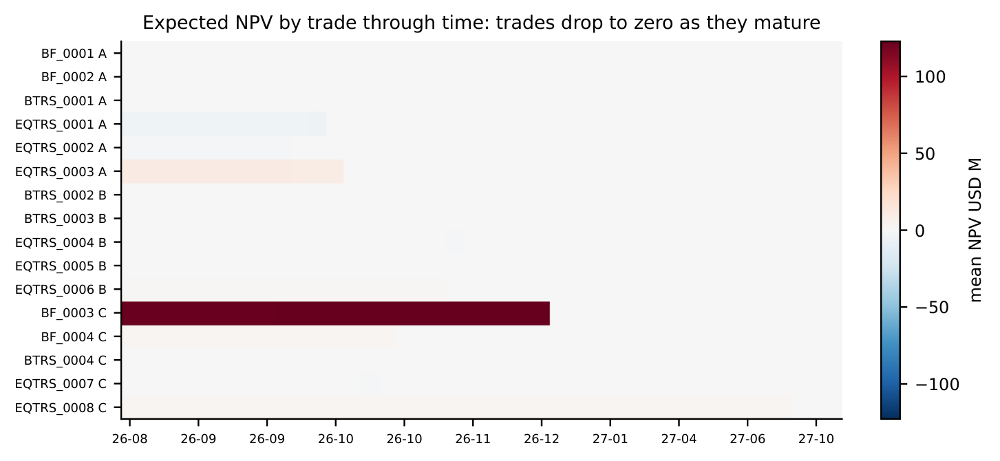 Expected NPV by trade through time: trades drop to zero as they mature
BF_0001 A
BF_0002 A
BTRS_0001 A
EQTRS_0001 A
EQTRS_0002 A
EQTRS_0003 A
BTRS_0002 B
BTRS_0003 B
EQTRS_0004 B
EQTRS_0005 B
EQTRS_0006 B
BF_0003 C
BF_0004 C
BTRS_0004 C
EQTRS_0007 C
EQTRS_0008 C
26-08 26-09 26-09 26-10 26-10 26-11 26-12 27-01 27-04 27-06 27-10
100
50
0
−50
−100
mean NPV USD M